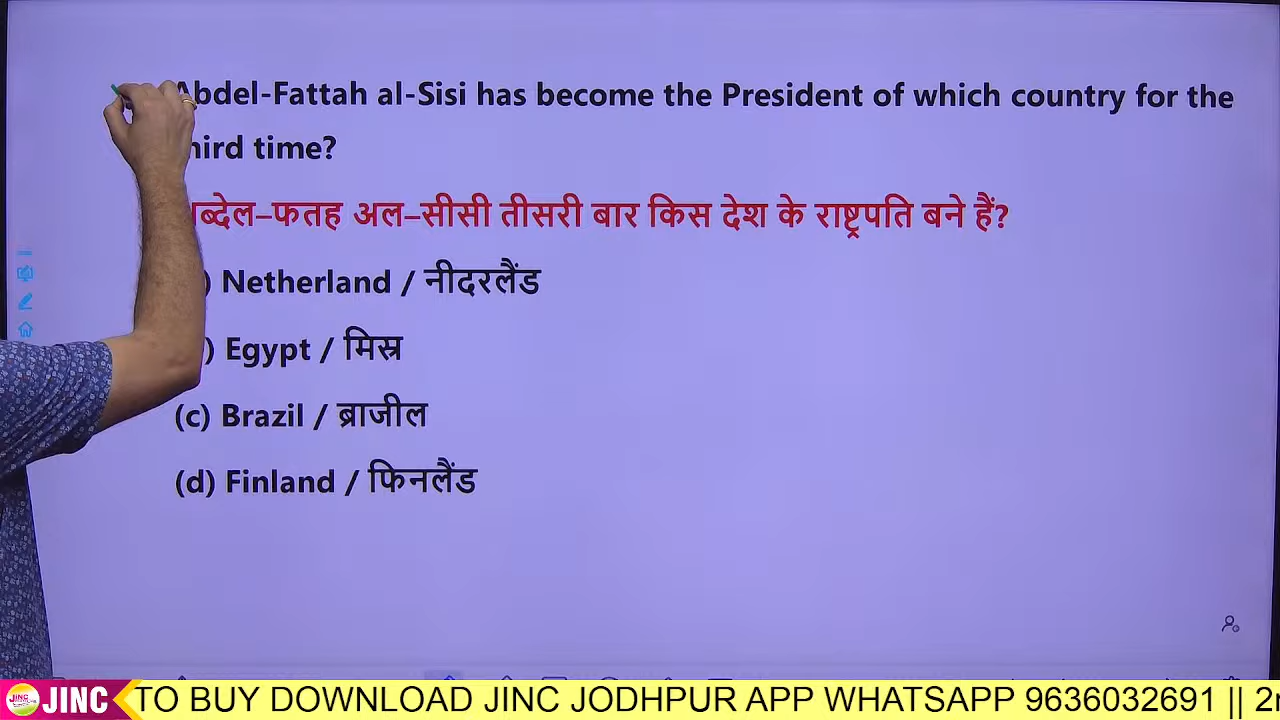 Abdel-Fattah al-Sisi has become the President of which country for the
hird time?
ब्देल–फतह अल–सीसी तीसरी बार किस देश के राष्ट्रपति बने हैं?
) Netherland / नीदरलैंड
) Egypt / मिस्र
(c) Brazil / ब्राजील
(d) Finland / फिनलैंड
JINC TO BUY DOWNLOAD JINC JODHPUR APP WHATSAPP 9636032691 || 2